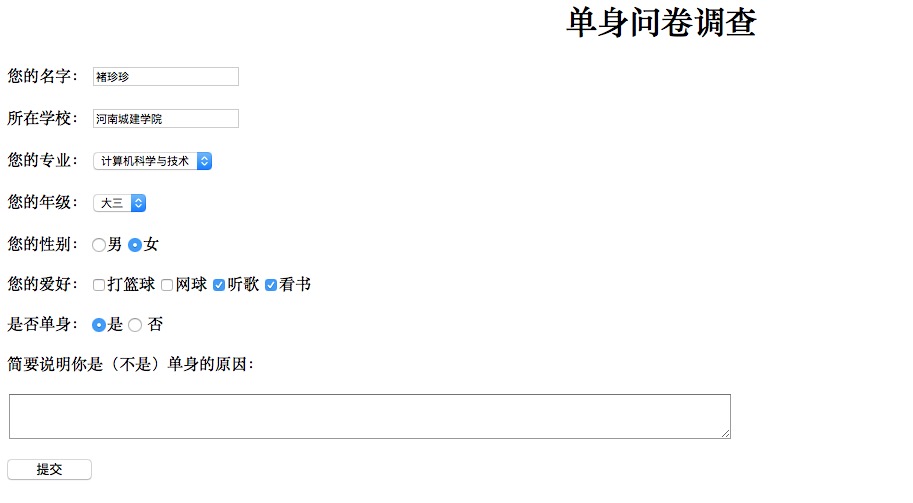 单身问卷调查
您的名字: 褚珍珍
所在学校: 河南城建学院
您的专业: 计算机科学与技术
您的年级: 大三
您的性别: 男 女
您的爱好: 打篮球 网球 听歌 看书
是否单身: 是 否
简要说明你是（不是）单身的原因:
提交